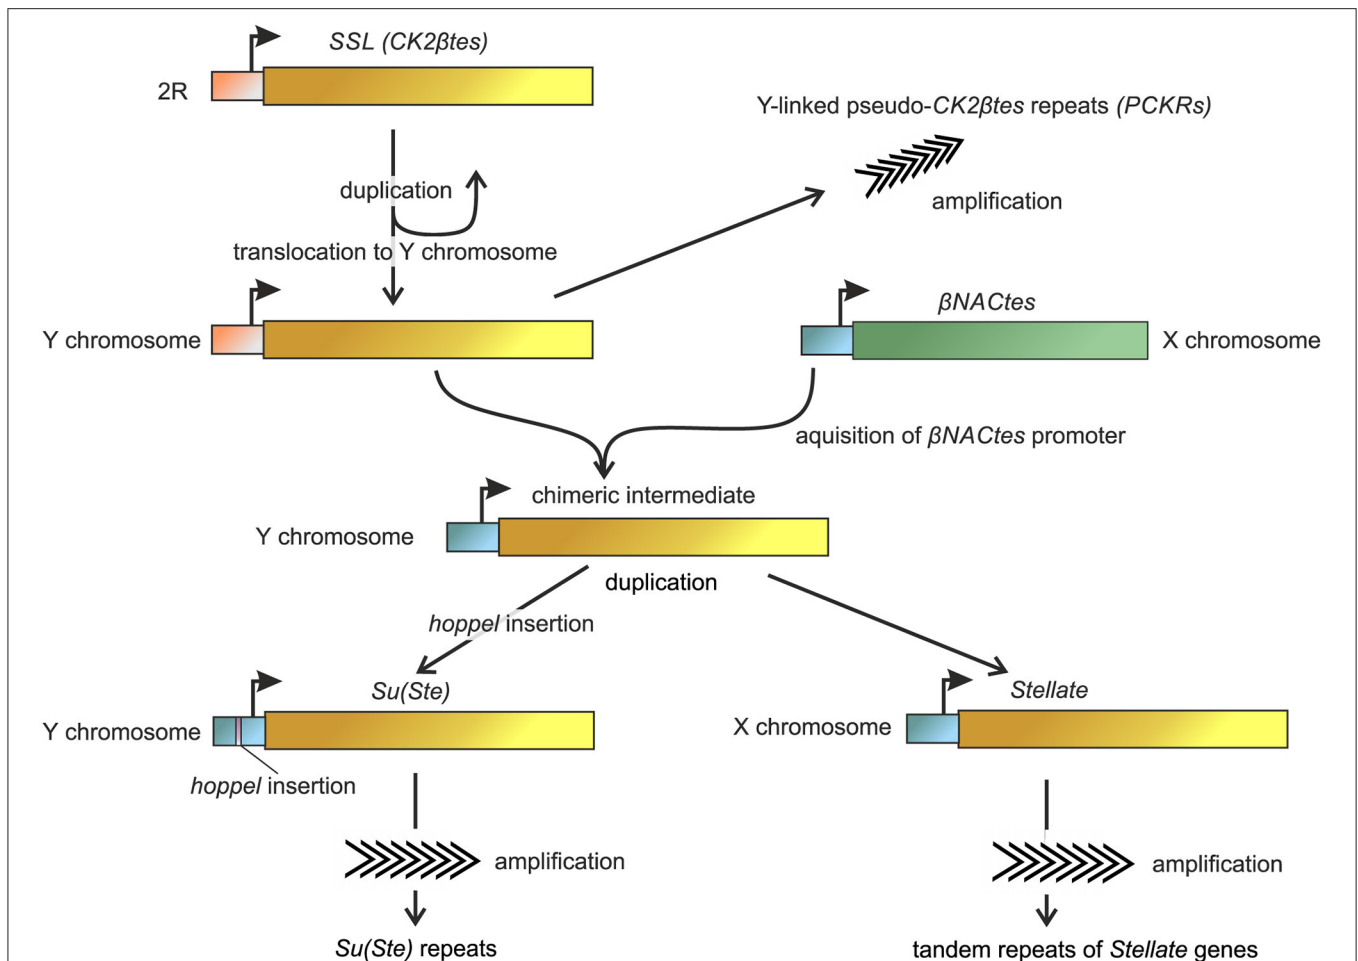 SSL (CK2βtes)
2R
Y-linked pseudo-CK2βtes repeats (PCKRs)
duplication
amplification
translocation to Y chromosome
βNACtes
Y chromosome
X chromosome
aquisition of βNACtes promoter
chimeric intermediate
Y chromosome
duplication
hoppel insertion
Su(Ste)
Stellate
Y chromosome
X chromosome
hoppel insertion
amplification
amplification
Su(Ste) repeats
tandem repeats of Stellate genes